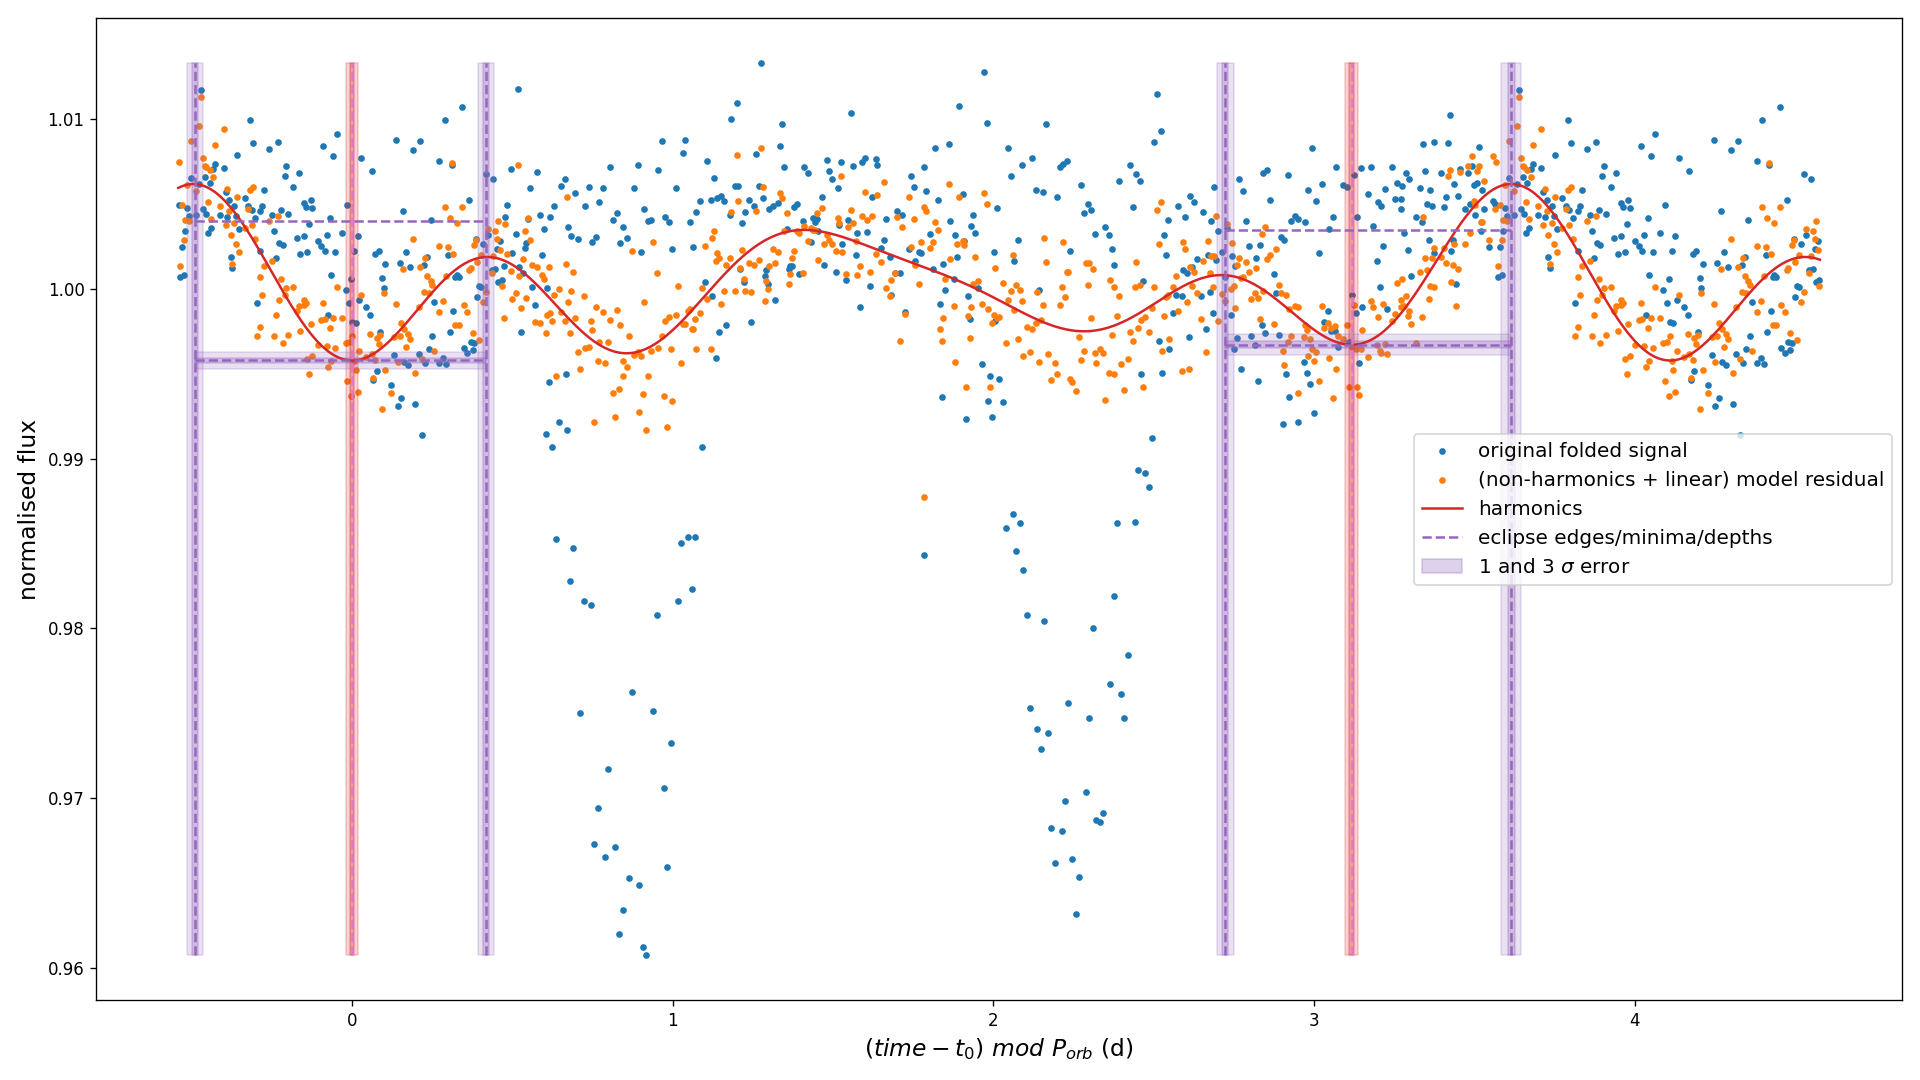 1.01
1.00
0.99
0.98
0.97
0.96
normalised flux
original folded signal
(non-harmonics + linear) model residual
harmonics
eclipse edges/minima/depths
1 and 3 σ error
0 1 2 3 4
(time − t₀) mod Pₒᵣb (d)